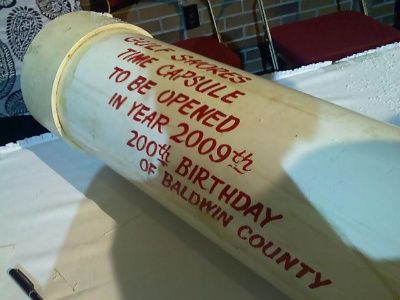 GULF SHORES
TIME CAPSULE
TO BE OPENED
IN YEAR 2009th
200th BIRTHDAY
OF BALDWIN COUNTY